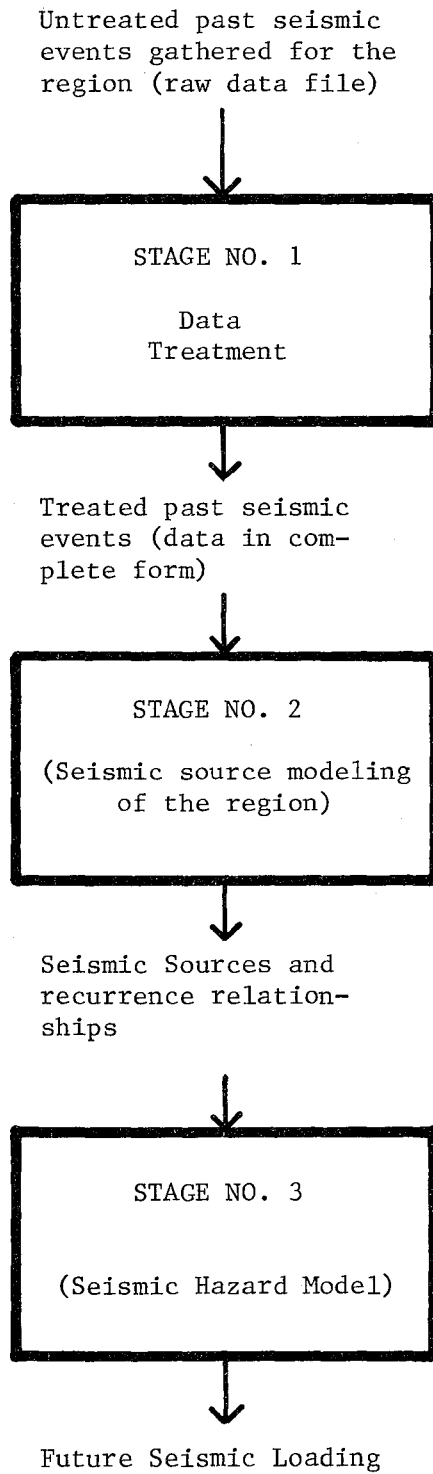 Untreated past seismic
events gathered for the
region (raw data file)
STAGE NO. 1
Data
Treatment
Treated past seismic
events (data in com-
plete form)
STAGE NO. 2
(Seismic source modeling
of the region)
Seismic Sources and
recurrence relation-
ships
STAGE NO. 3
(Seismic Hazard Model)
Future Seismic Loading